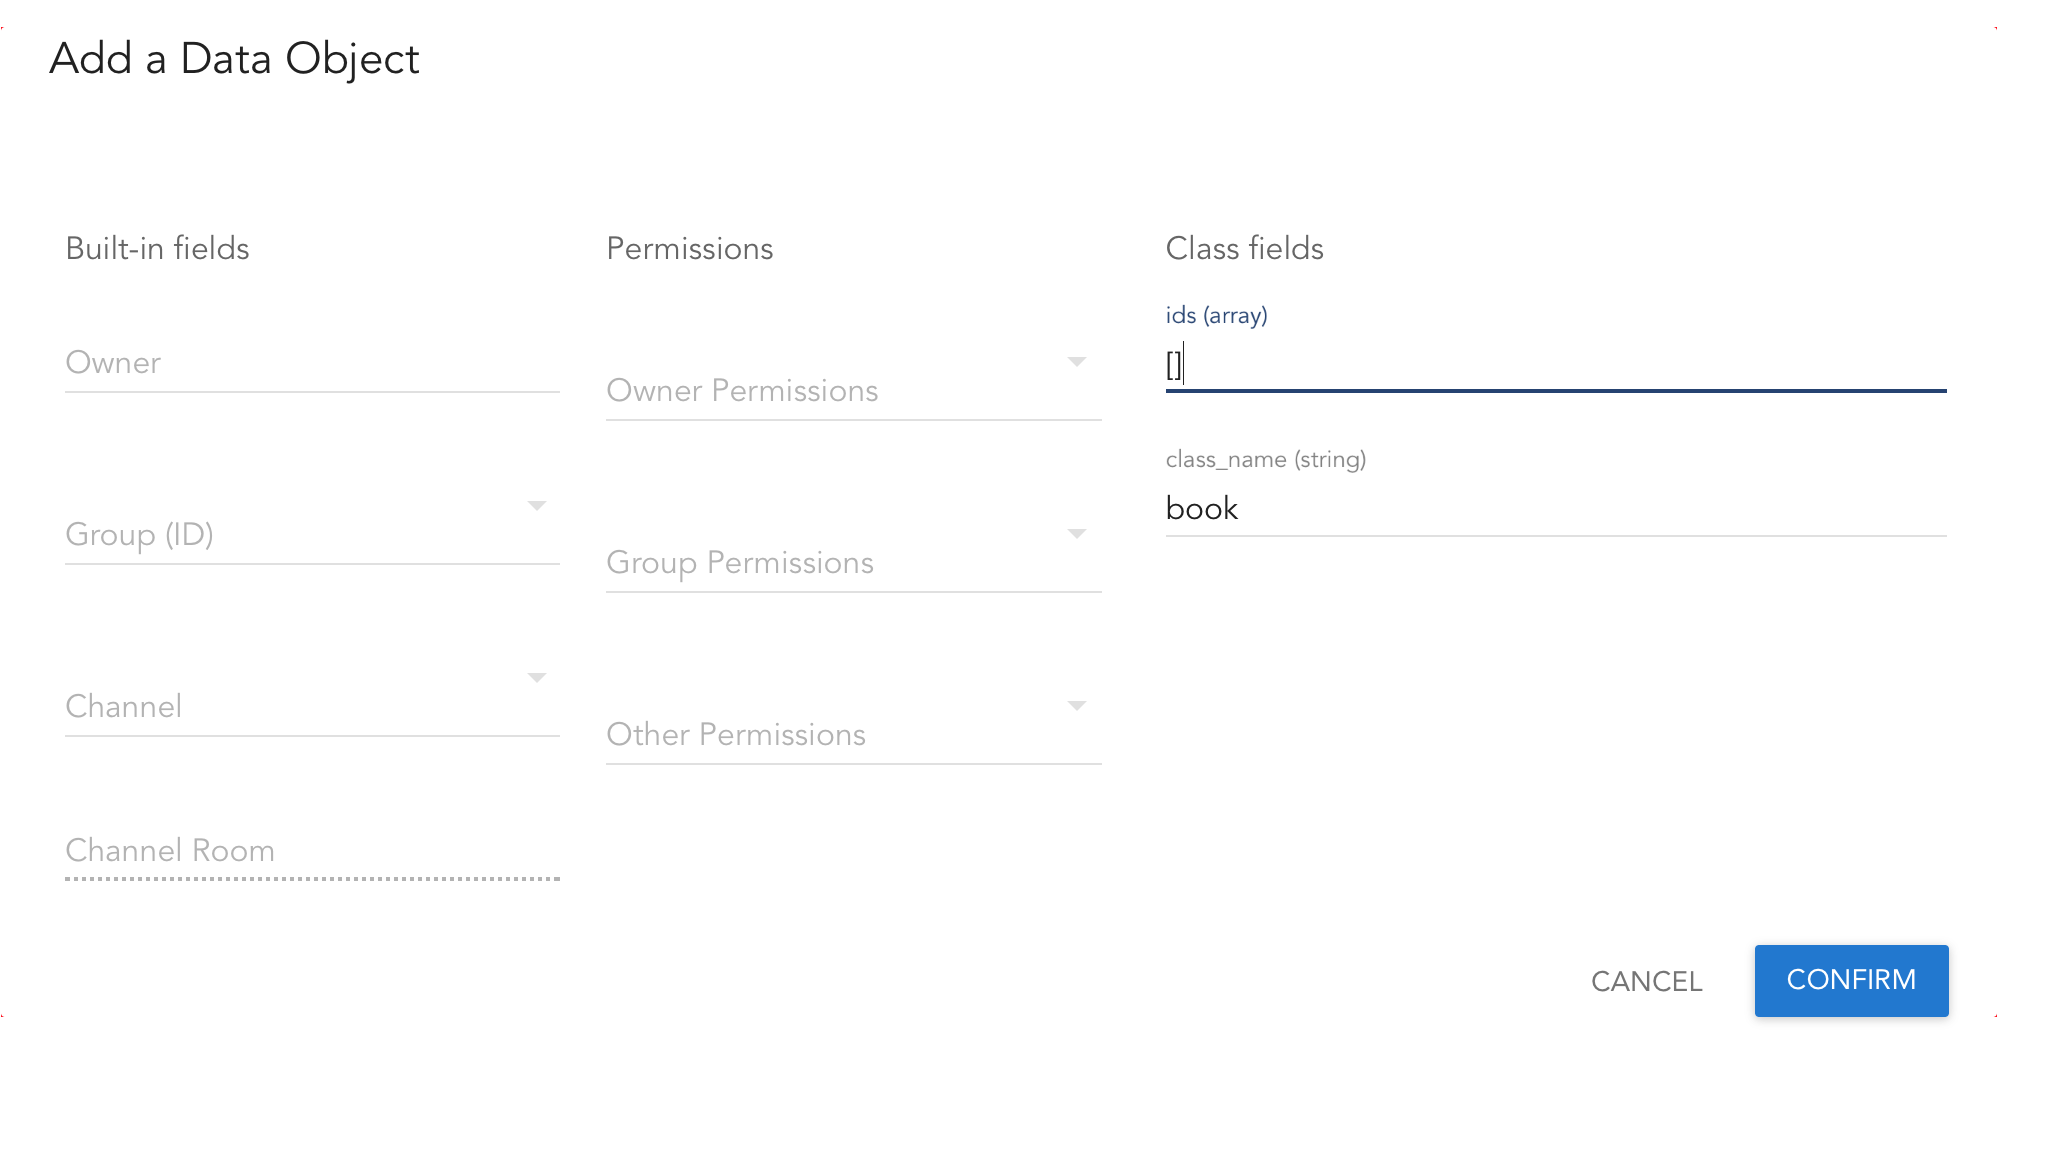 Add a Data Object
Built-in fields
Owner
Group (ID)
Channel
Channel Room
Permissions
Owner Permissions
Group Permissions
Other Permissions
Class fields
ids (array)
[]
class_name (string)
book
CANCEL
CONFIRM